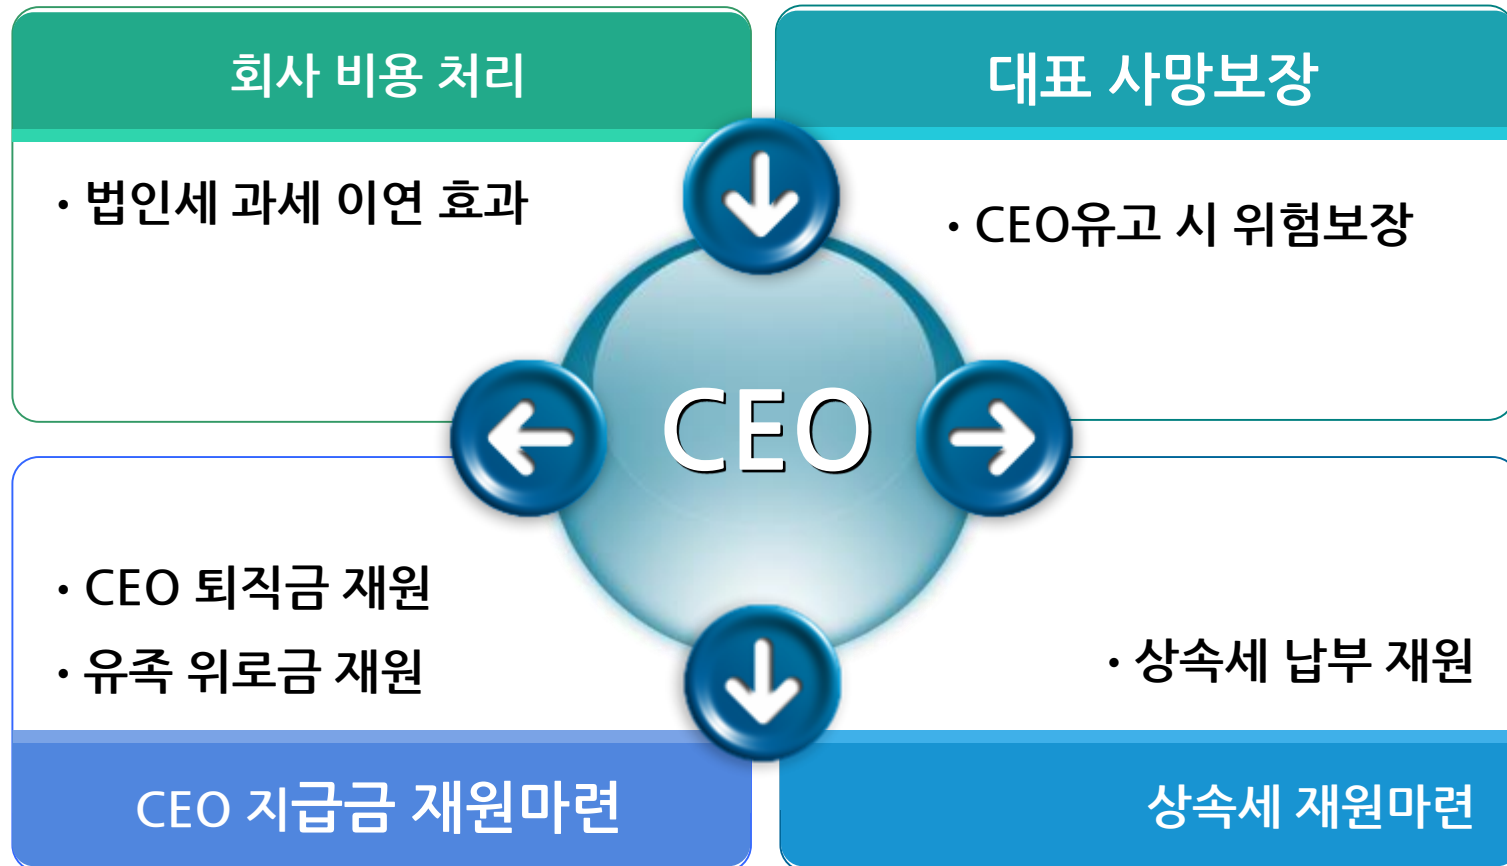 회사 비용 처리
· 법인세 과세 이연 효과
대표 사망보장
· CEO유고 시 위험보장
CEO
· CEO 퇴직금 재원
· 유족 위로금 재원
CEO 지급금 재원마련
· 상속세 납부 재원
상속세 재원마련